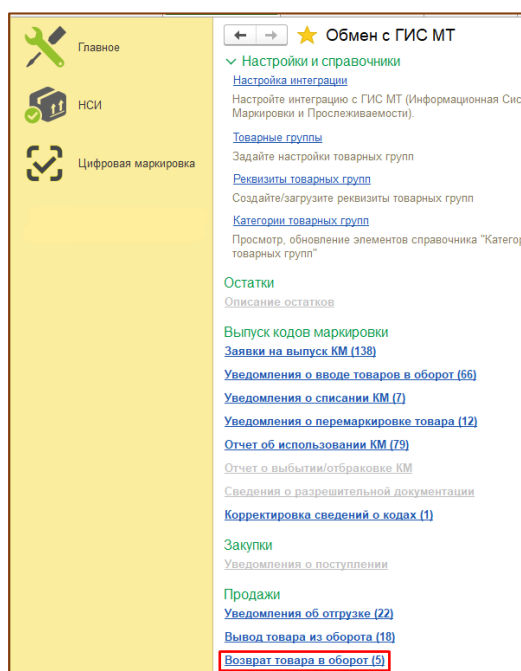 Главное
НСИ
Цифровая маркировка
Обмен с ГИС МТ
Настройки и справочники
Настройка интеграции
Настройте интеграцию с ГИС МТ (Информационная Сис
Маркировки и Прослеживаемости).
Товарные группы
Задайте настройки товарных групп
Реквизиты товарных групп
Создайте/загрузите реквизиты товарных групп
Категории товарных групп
Просмотр, обновление элементов справочника "Категор
товарных групп"
Остатки
Описание остатков
Выпуск кодов маркировки
Заявки на выпуск КМ (138)
Уведомления о вводе товаров в оборот (66)
Уведомления о списании КМ (7)
Уведомления о перемаркировке товара (12)
Отчет об использовании КМ (79)
Отчет о выбытии/отбраковке КМ
Сведения о разрешительной документации
Корректировка сведений о кодах (1)
Закупки
Уведомления о поступлении
Продажи
Уведомления об отгрузке (22)
Вывод товара из оборота (18)
Возврат товара в оборот (5)